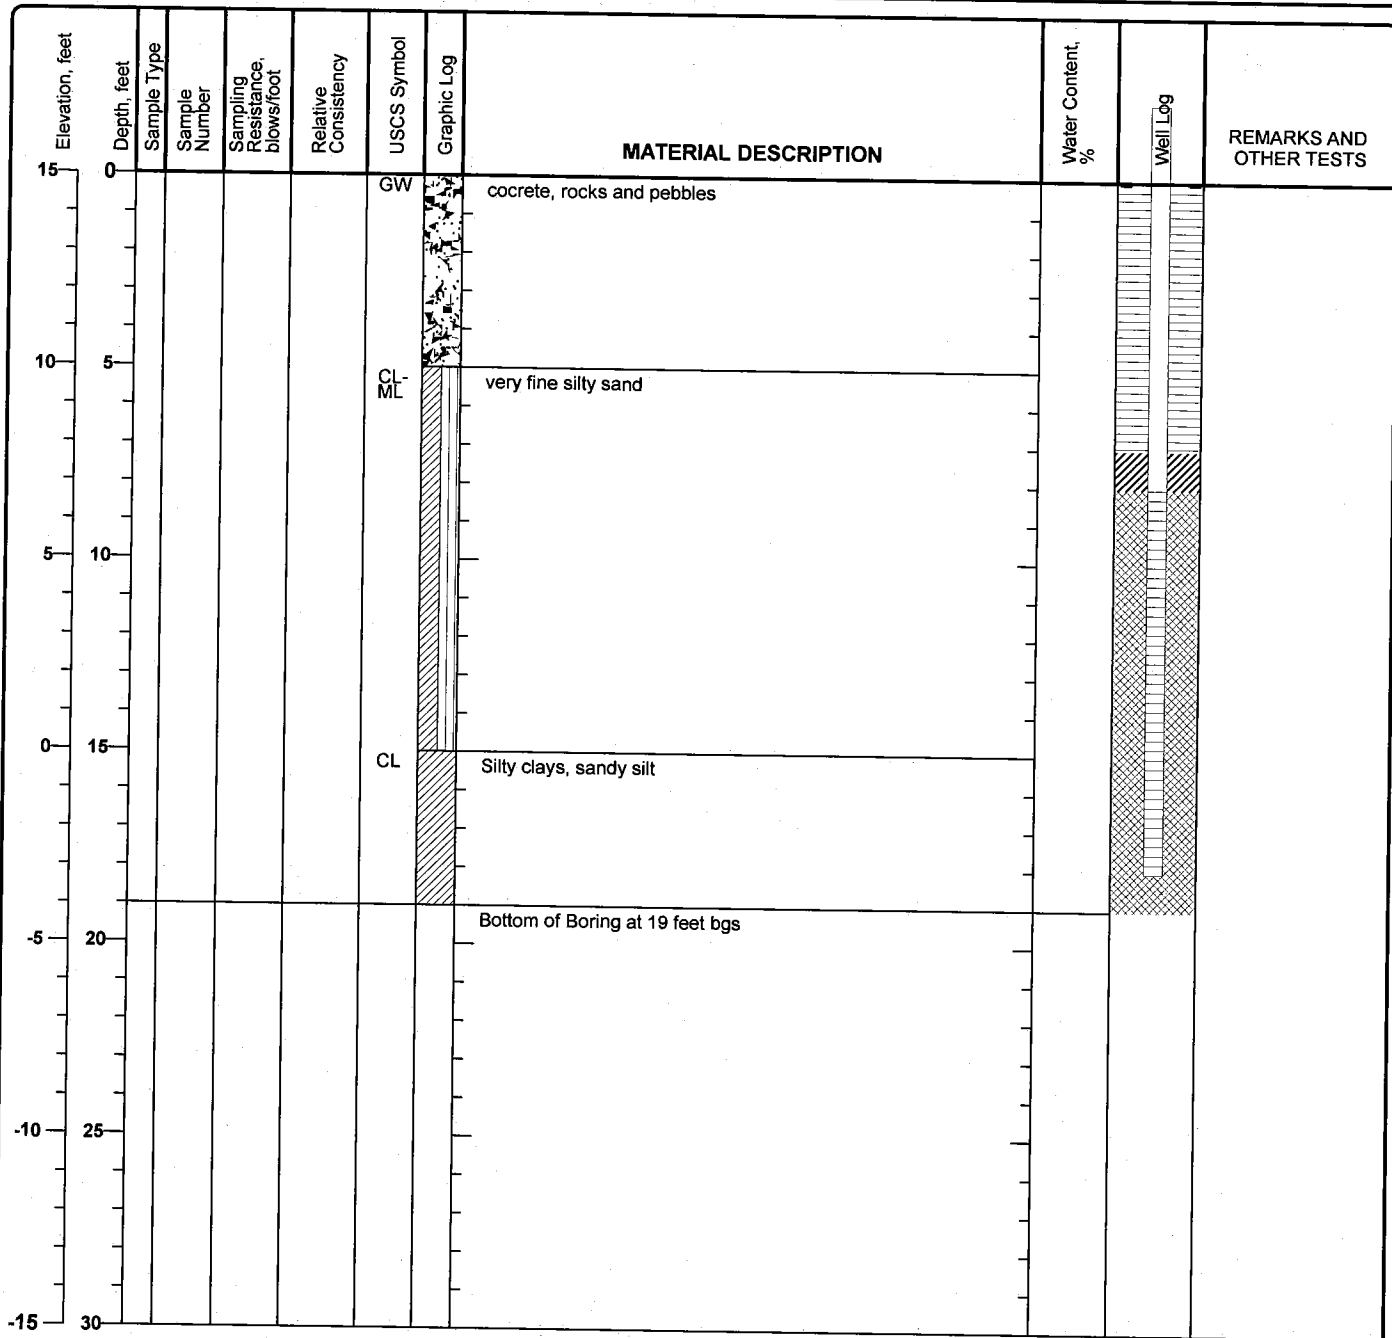 Elevation, feet
Depth, feet
Sample Type
Sample
Number
Sampling
Resistance,
blows/foot
Relative
Consistency
USCS Symbol
Graphic Log
MATERIAL DESCRIPTION
Water Content,
%
Well Log
REMARKS AND
OTHER TESTS
15
0
GW
cocrete, rocks and pebbles
10
5
CL-
ML
very fine silty sand
5
10
0
15
CL
Silty clays, sandy silt
Bottom of Boring at 19 feet bgs
-5
20
-10
25
-15
30